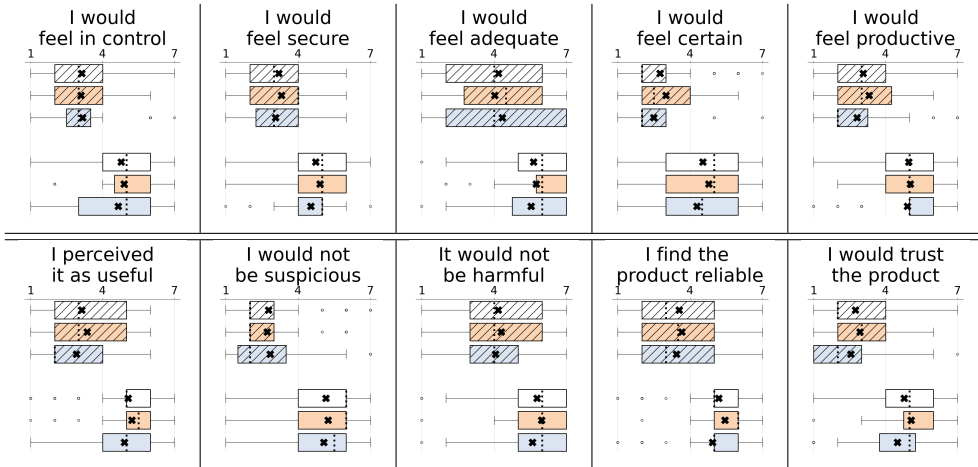 I would
feel in control
1 4 7
I would
feel secure
1 4 7
I would
feel adequate
1 4 7
I would
feel certain
1 4 7
I would
feel productive
1 4 7
I perceived
it as useful
1 4 7
I would not
be suspicious
1 4 7
It would not
be harmful
1 4 7
I find the
product reliable
1 4 7
I would trust
the product
1 4 7